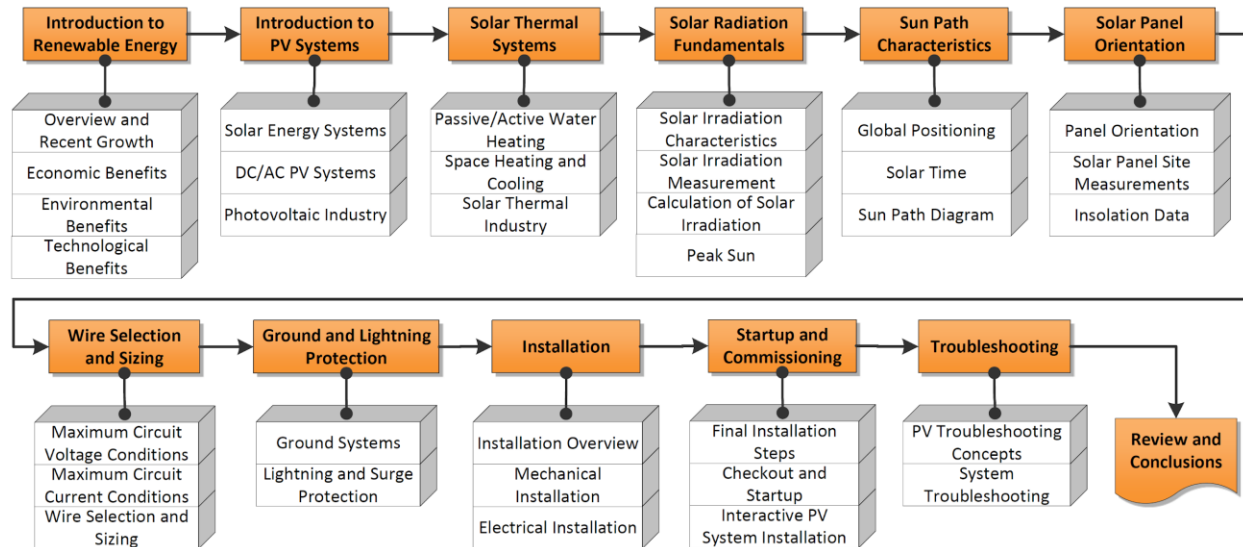 Introduction to
Renewable Energy
Introduction to
PV Systems
Solar Thermal
Systems
Solar Radiation
Fundamentals
Sun Path
Characteristics
Solar Panel
Orientation
Overview and
Recent Growth
Economic Benefits
Environmental
Benefits
Technological
Benefits
Solar Energy Systems
DC/AC PV Systems
Photovoltaic Industry
Passive/Active Water
Heating
Space Heating and
Cooling
Solar Thermal
Industry
Solar Irradiation
Characteristics
Solar Irradiation
Measurement
Calculation of Solar
Irradiation
Peak Sun
Global Positioning
Solar Time
Sun Path Diagram
Panel Orientation
Solar Panel Site
Measurements
Insolation Data
Wire Selection
and Sizing
Ground and Lightning
Protection
Installation
Startup and
Commissioning
Troubleshooting
Maximum Circuit
Voltage Conditions
Maximum Circuit
Current Conditions
Wire Selection and
Sizing
Ground Systems
Lightning and Surge
Protection
Installation Overview
Mechanical
Installation
Electrical Installation
Final Installation
Steps
Checkout and
Startup
Interactive PV
System Installation
PV Troubleshooting
Concepts
System
Troubleshooting
Review and
Conclusions